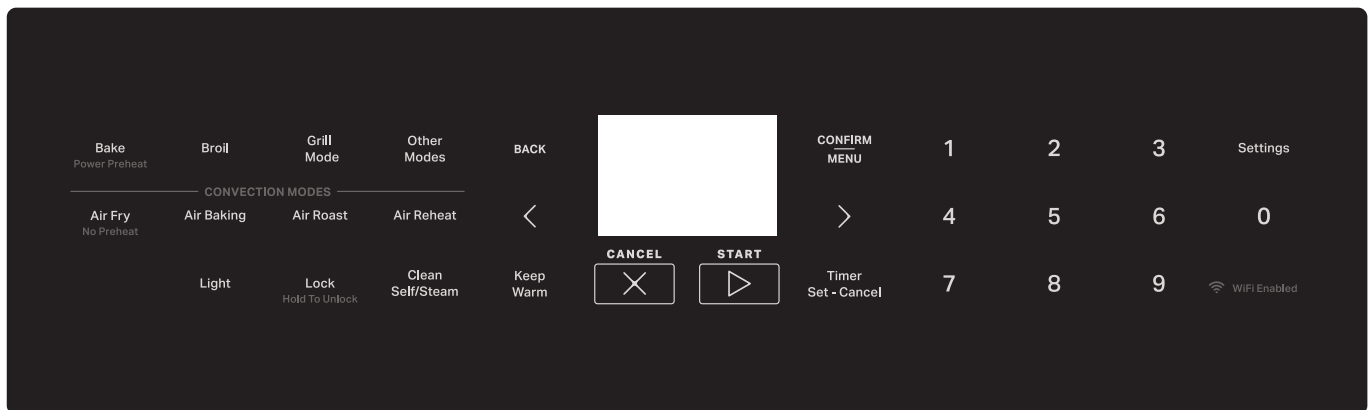 Bake
Power Preheat
Broil
Grill
Mode
Other
Modes
BACK
CONFIRM
MENU
1
2
3
Settings
CONVECTION MODES
Air Fry
No Preheat
Air Baking
Air Roast
Air Reheat
4
5
6
0
CANCEL
START
Light
Lock
Hold To Unlock
Clean
Self/Steam
Keep
Warm
Timer
Set - Cancel
7
8
9
WiFi Enabled